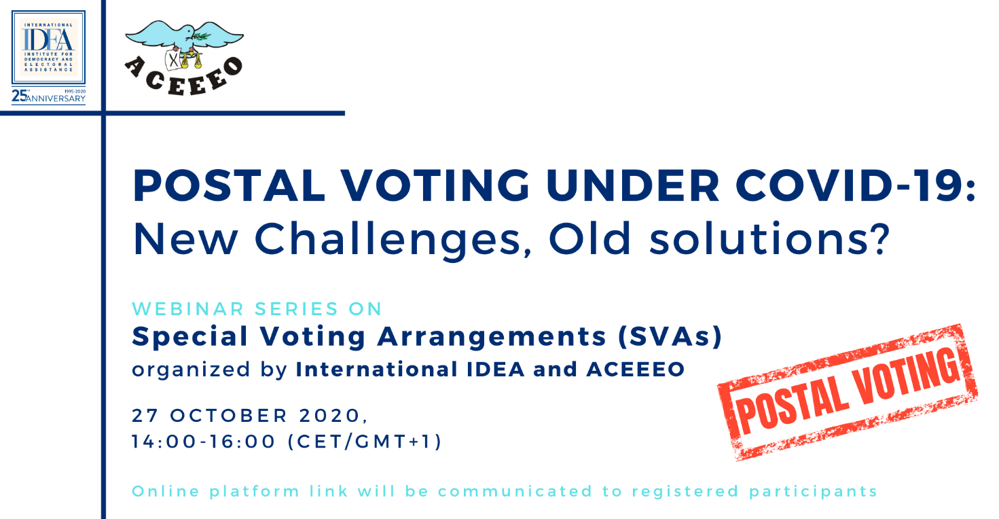 INTERNATIONAL
IDEA
INSTITUTE FOR
DEMOCRACY AND
ELECTORAL
ASSISTANCE
25TH ANNIVERSARY
1995-2020
X
ACEEEO
POSTAL VOTING UNDER COVID-19:
New Challenges, Old solutions?
WEBINAR SERIES ON
Special Voting Arrangements (SVAs)
organized by International IDEA and ACEEEO
27 OCTOBER 2020,
14:00-16:00 (CET/GMT+1)
POSTAL VOTING
Online platform link will be communicated to registered participants